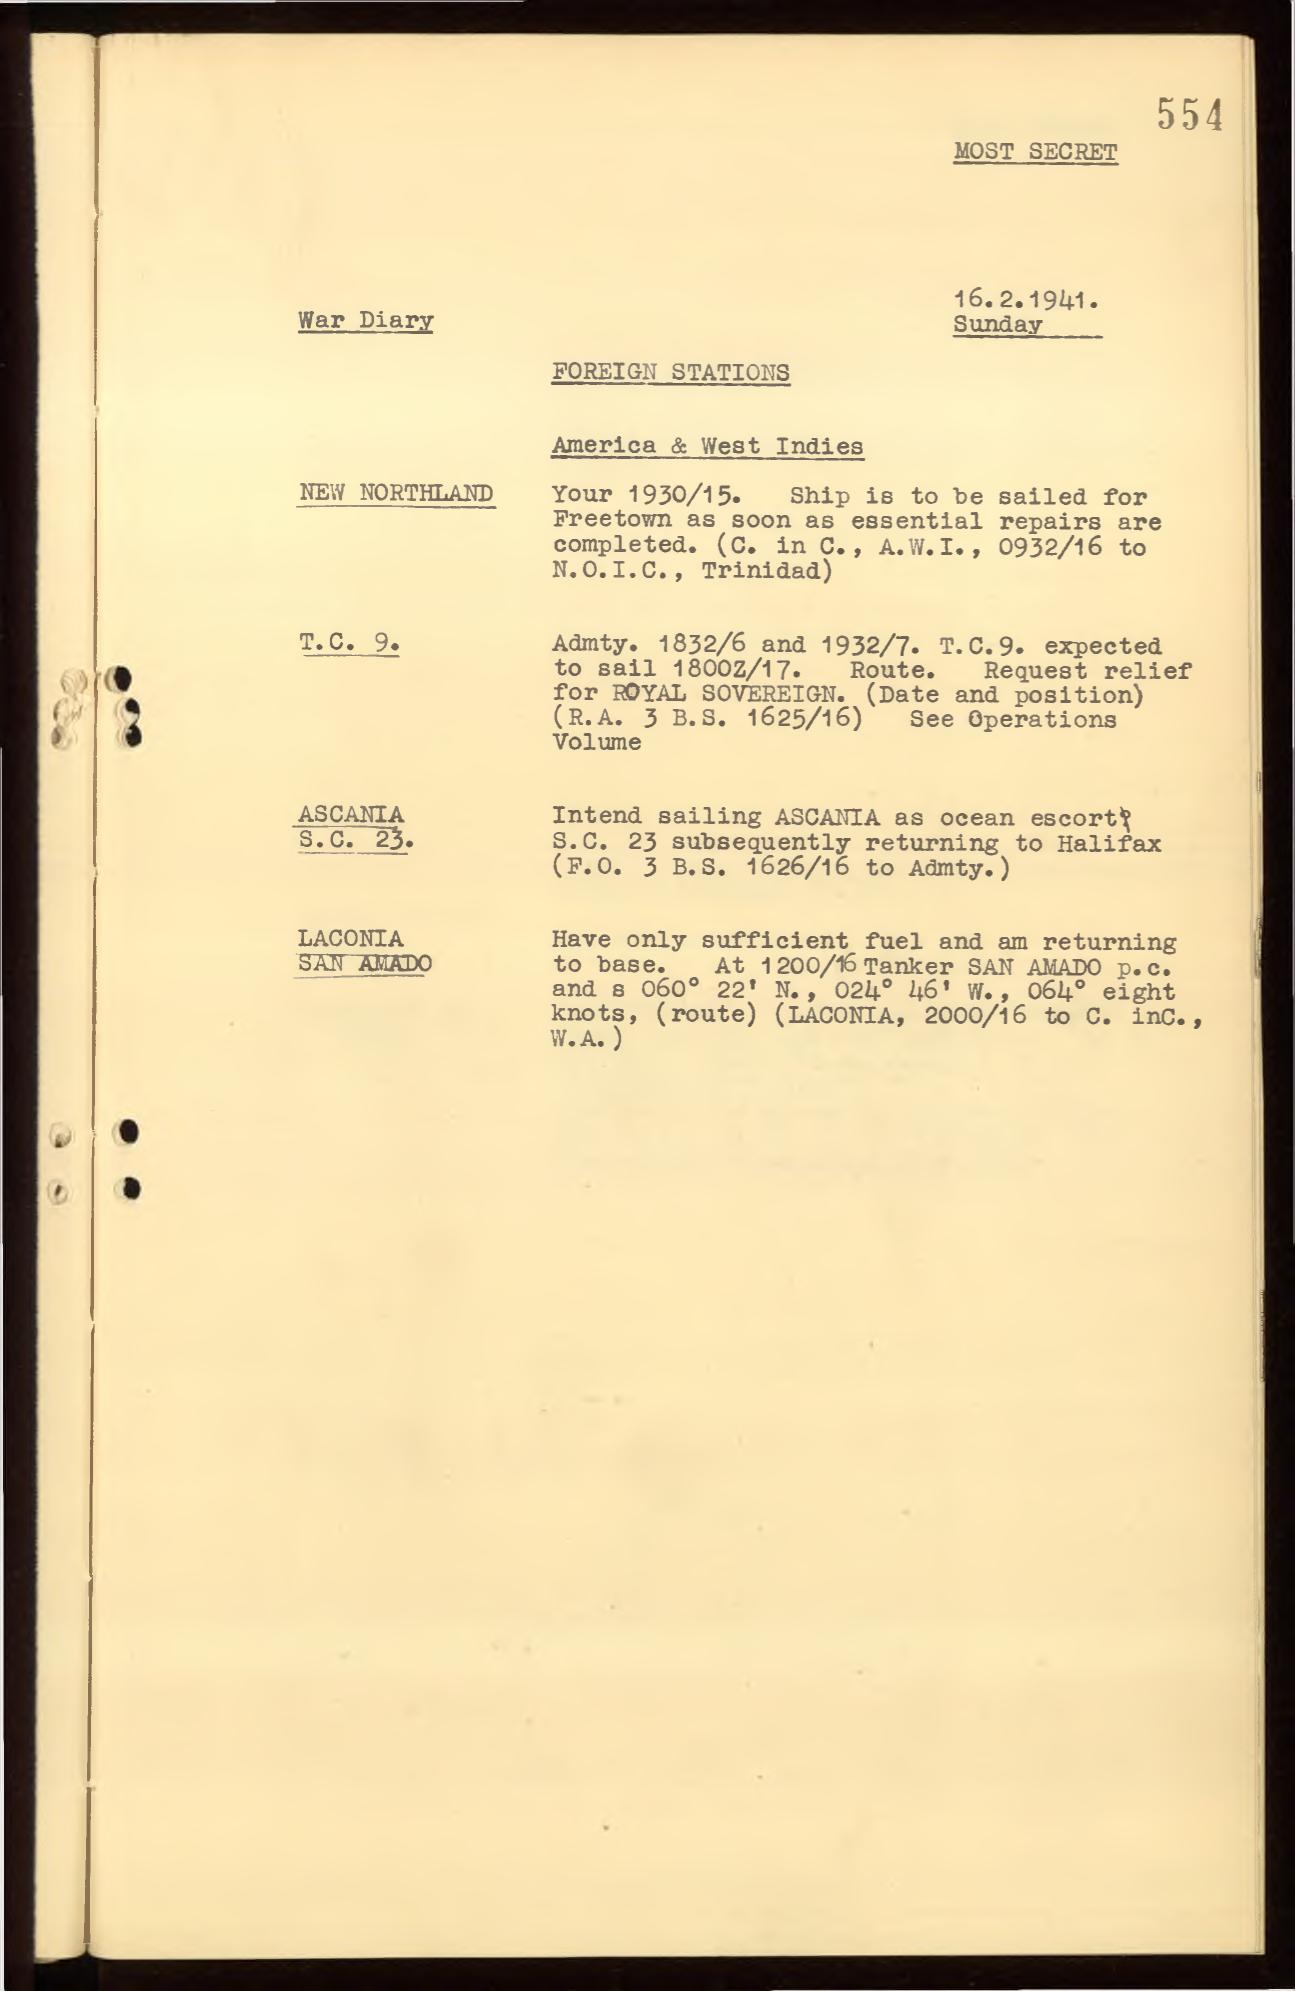 554
MOST SECRET
16.2.1941.
War Diary
Sunday
FOREIGN STATIONS
America & West Indies
NEW NORTHLAND
Your 1930/15. Ship is to be sailed for
Freetown as soon as essential repairs are
completed. (C. in C., A.W.I., 0932/16 to
N.O.I.C., Trinidad)
T.C. 9.
Admty. 1832/6 and 1932/7. T.C.9. expected
to sail 1800Z/17. Route. Request relief
for ROYAL SOVEREIGN. (Date and position)
(R.A. 3 B.S. 1625/16) See Operations
Volume
ASCANIA
S.C. 23.
Intend sailing ASCANIA as ocean escort
S.C. 23 subsequently returning to Halifax
(F.O. 3 B.S. 1626/16 to Admty.)
LACONIA
SAN AMADO
Have only sufficient fuel and am returning
to base. At 1200/16 Tanker SAN AMADO p.c.
and s 060° 22' N., 024° 46' W., 064° eight
knots, (route) (LACONIA, 2000/16 to C. inC.,
W.A.)